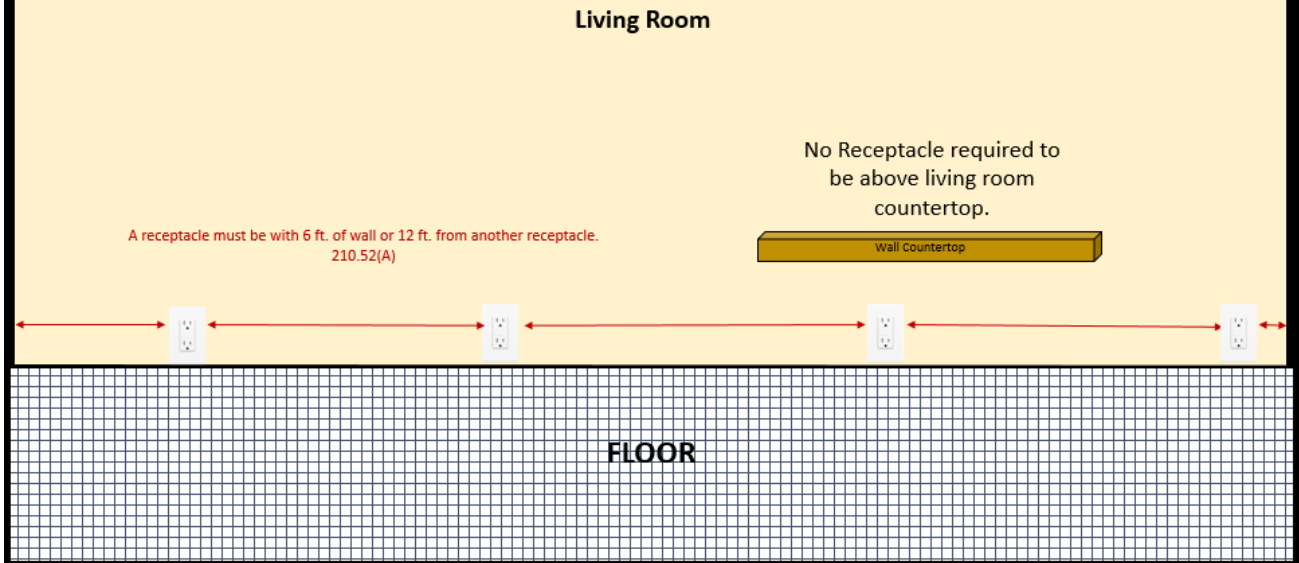 Living Room
No Receptacle required to
be above living room
countertop.
A receptacle must be with 6 ft. of wall or 12 ft. from another receptacle.
210.52(A)
Wall Countertop
FLOOR